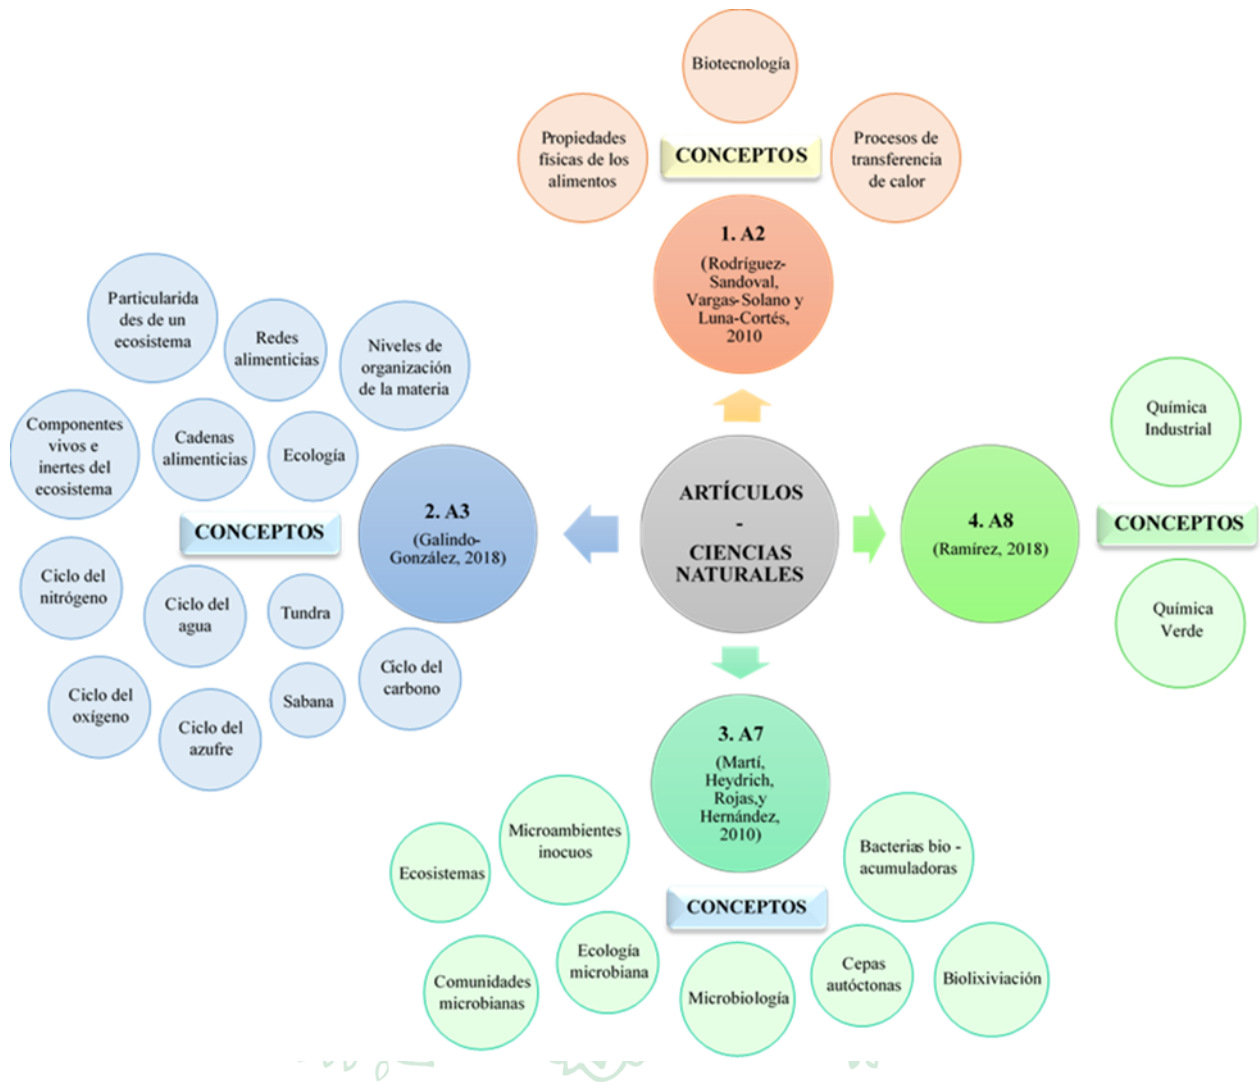 Biotecnología
Propiedades
físicas de los
alimentos
CONCEPTOS
Procesos de
transferencia
de calor
1. A2
(Rodríguez-
Sandoval,
Vargas-Solano y
Luna-Cortés,
2010
Particularida
des de un
ecosistema
Redes
alimenticias
Niveles de
organización
de la materia
Componentes
vivos e
inertes del
ecosistema
Cadenas
alimenticias
Ecología
CONCEPTOS
2. A3
(Galindo-
González, 2018)
Ciclo del
nitrógeno
Ciclo del
agua
Tundra
Ciclo del
carbono
Ciclo del
oxígeno
Ciclo del
azufre
Sabana
ARTÍCULOS
-
CIENCIAS
NATURALES
4. A8
(Ramírez, 2018)
Química
Industrial
CONCEPTOS
Química
Verde
3. A7
(Martí,
Heydrich,
Rojas,y
Hernández,
2010)
Microambientes
inocuos
Ecosistemas
CONCEPTOS
Bacterias bio -
acumuladoras
Comunidades
microbianas
Ecología
microbiana
Microbiología
Cepas
autóctonas
Biolixiviación